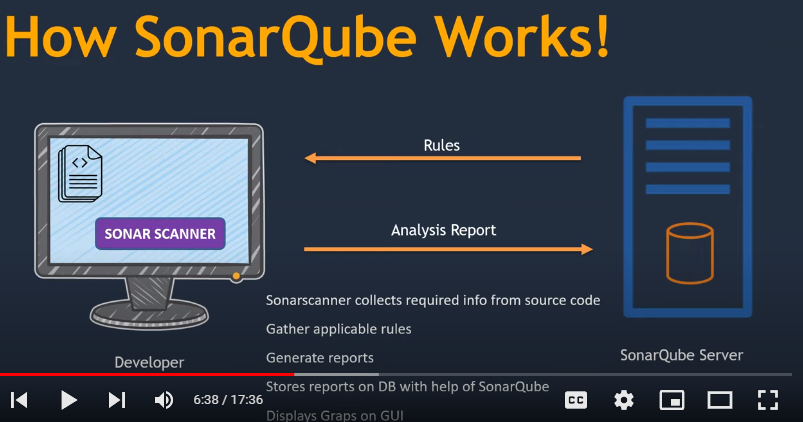 How SonarQube Works!
Rules
SONAR SCANNER
Analysis Report
Sonarscanner collects required info from source code
Gather applicable rules
Generate reports
Developer
SonarQube Server
Stores reports on DB with help of SonarQube
6:38 / 17:36
CC
Displays Graps on GUI